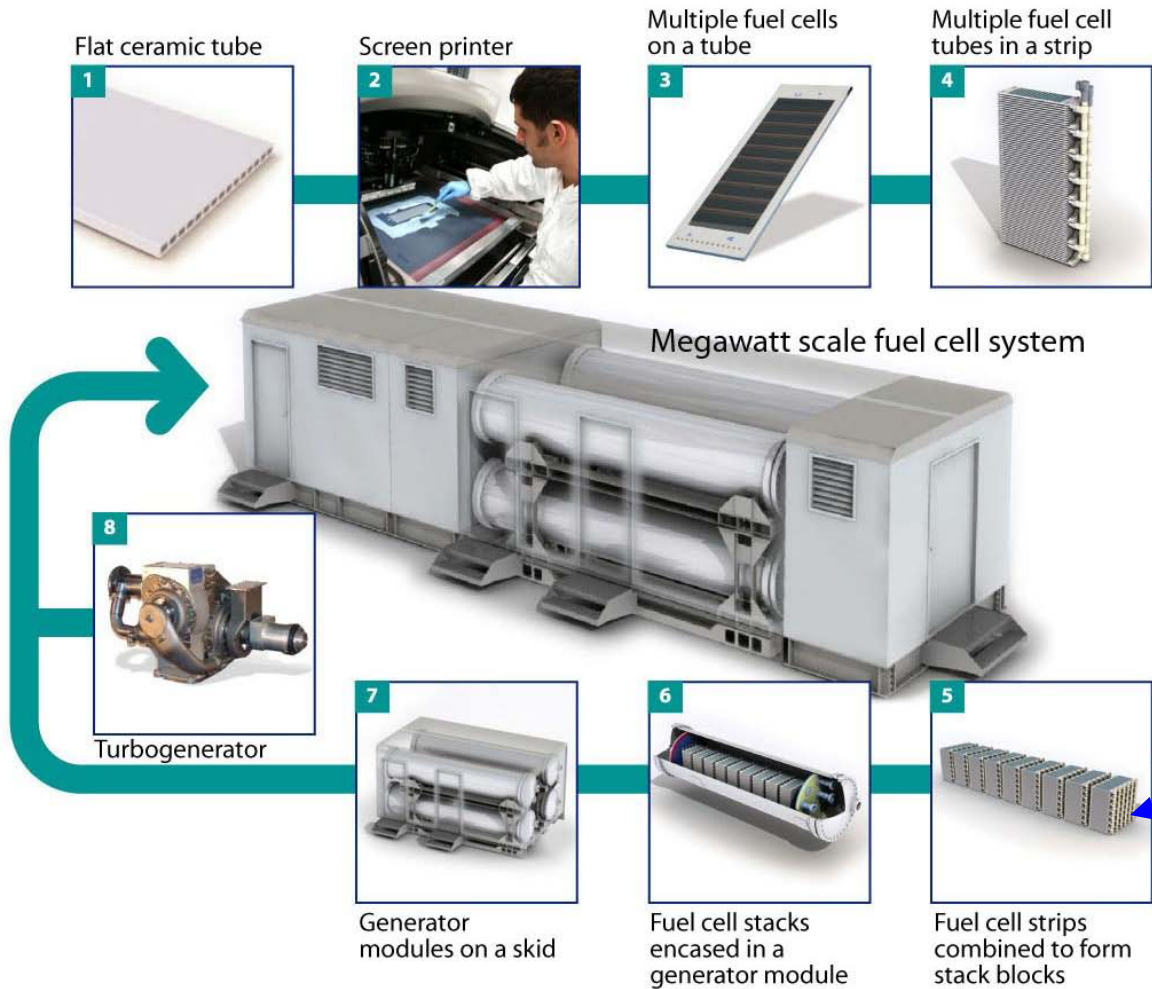 Flat ceramic tube
1
Screen printer
2
Multiple fuel cells
on a tube
3
Multiple fuel cell
tubes in a strip
4
Megawatt scale fuel cell system
8
Turbogenerator
7
Generator
modules on a skid
6
Fuel cell stacks
encased in a
generator module
5
Fuel cell strips
combined to form
stack blocks